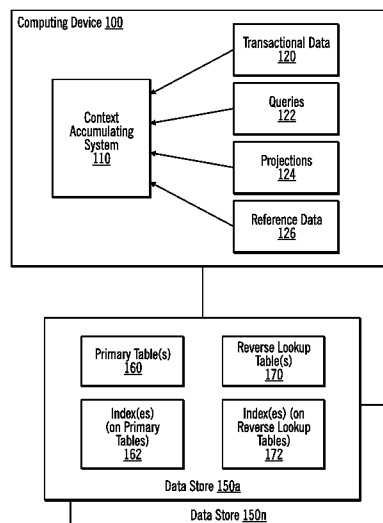 Computing Device 100
Context
Accumulating
System
110
Transactional Data
120
Queries
122
Projections
124
Reference Data
126
Primary Table(s)
160
Reverse Lookup
Table(s)
170
Index(es)
(on Primary
Tables)
162
Index(es) (on
Reverse Lookup
Tables)
172
Data Store 150a
Data Store 150n